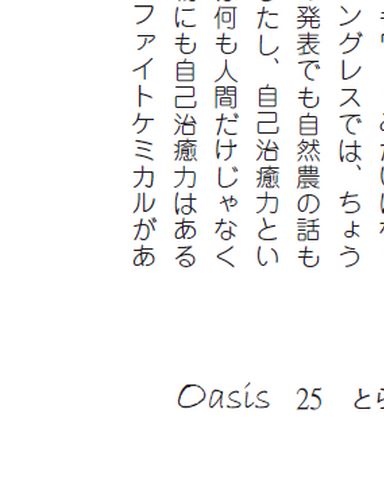 ングレスでは、ちょう
発表でも自然農の話も
たし、自己治癒力とい
何も人間だけじゃなく
にも自己治癒力はある
ファイトケミカルがあ
Oasis 25 と